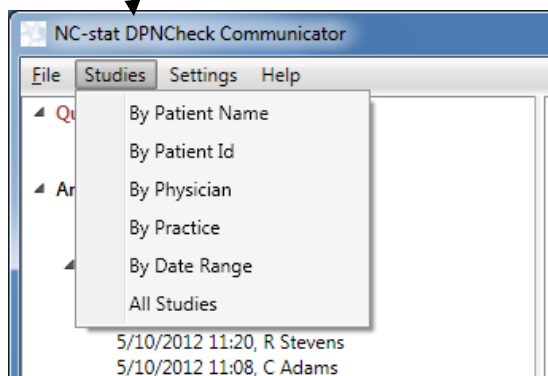 NC-stat DPNCheck Communicator
File Studies Settings Help
By Patient Name
By Patient Id
By Physician
By Practice
By Date Range
All Studies
5/10/2012 11:20, R Stevens
5/10/2012 11:08, C Adams